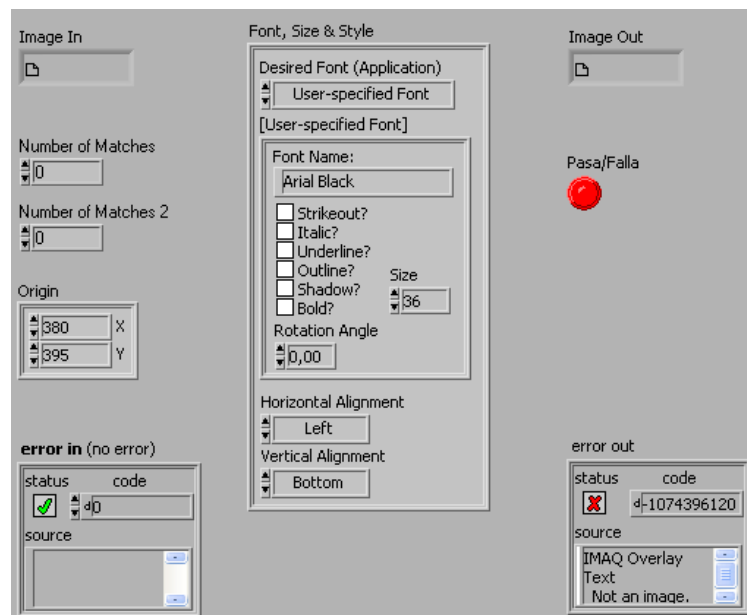 Image In
Number of Matches
0
Number of Matches 2
0
Origin
380 X
395 Y
error in (no error)
status code
d 0
source
Font, Size & Style
Desired Font (Application)
User-specified Font
[User-specified Font]
Font Name:
Arial Black
Strikeout?
Italic?
Underline?
Outline?
Shadow?
Bold?
Size
36
Rotation Angle
0,00
Horizontal Alignment
Left
Vertical Alignment
Bottom
Image Out
Pasa/Falla
error out
status code
d -1074396120
source
IMAQ Overlay
Text
Not an image.